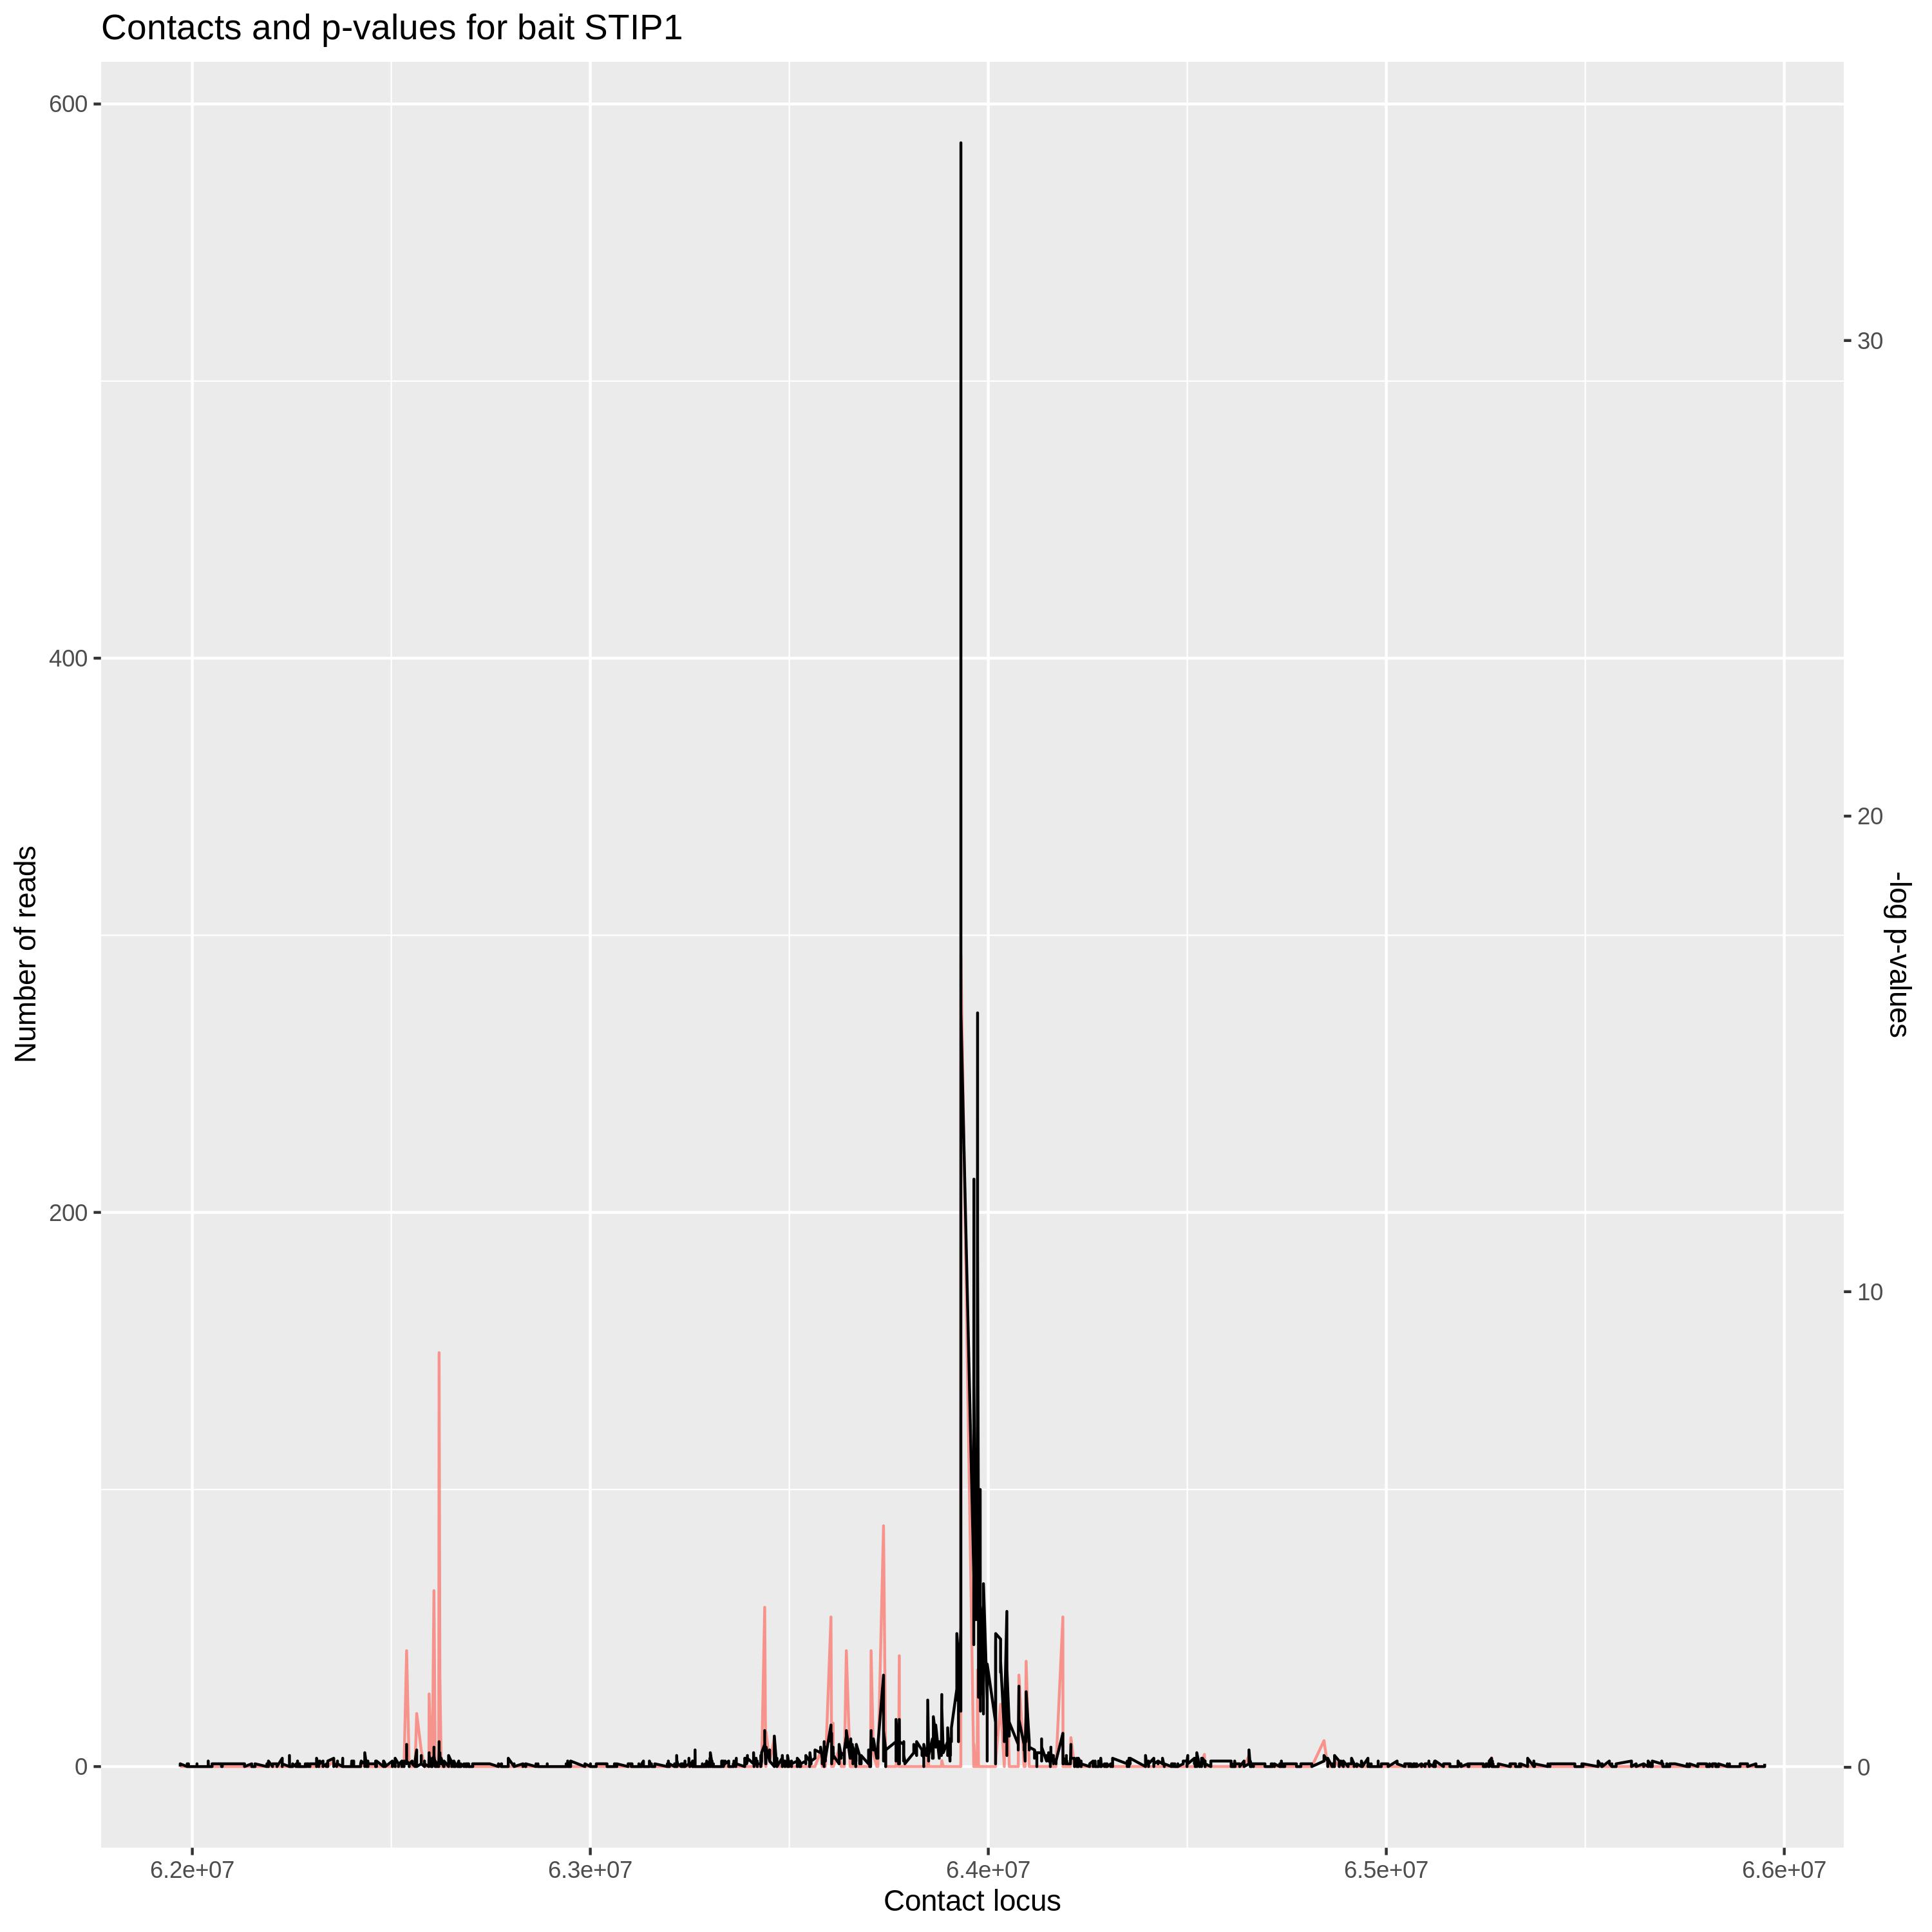 Contacts and p-values for bait STIP1
600
400
200
0
Number of reads
30
20
10
0
-log p-values
6.2e+07
6.3e+07
6.4e+07
6.5e+07
6.6e+07
Contact locus